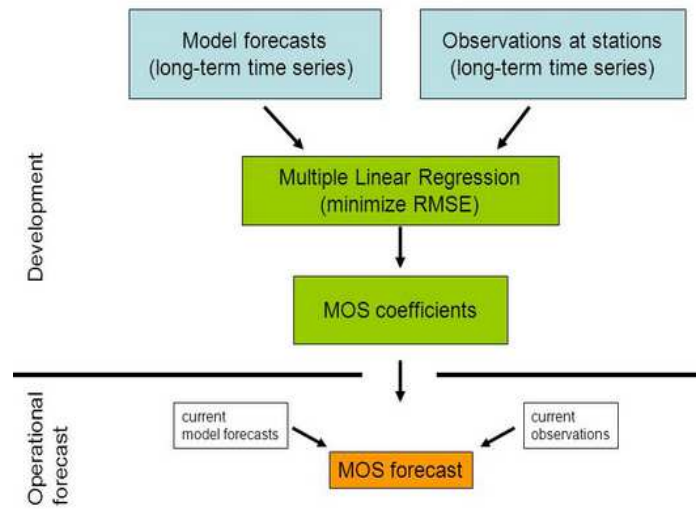 Model forecasts
(long-term time series)
Observations at stations
(long-term time series)
Development
Multiple Linear Regression
(minimize RMSE)
MOS coefficients
Operational
forecast
current
model forecasts
current
observations
MOS forecast